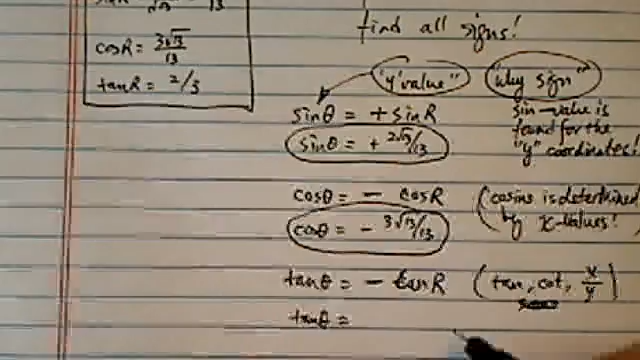 13
cosR = 3√13/13
tanR = 2/3
find all signs!
"y value"
"Why sign"
sinθ = + sinR
sinθ = + 2√13/13
sin-value is
found for the
"y" coordinates!
cosθ = - cosR
cosθ = - 3√13/13
(cosine is determined
by x-values!
tanθ = - tanR
(tan, cot, x/y)
tanθ =